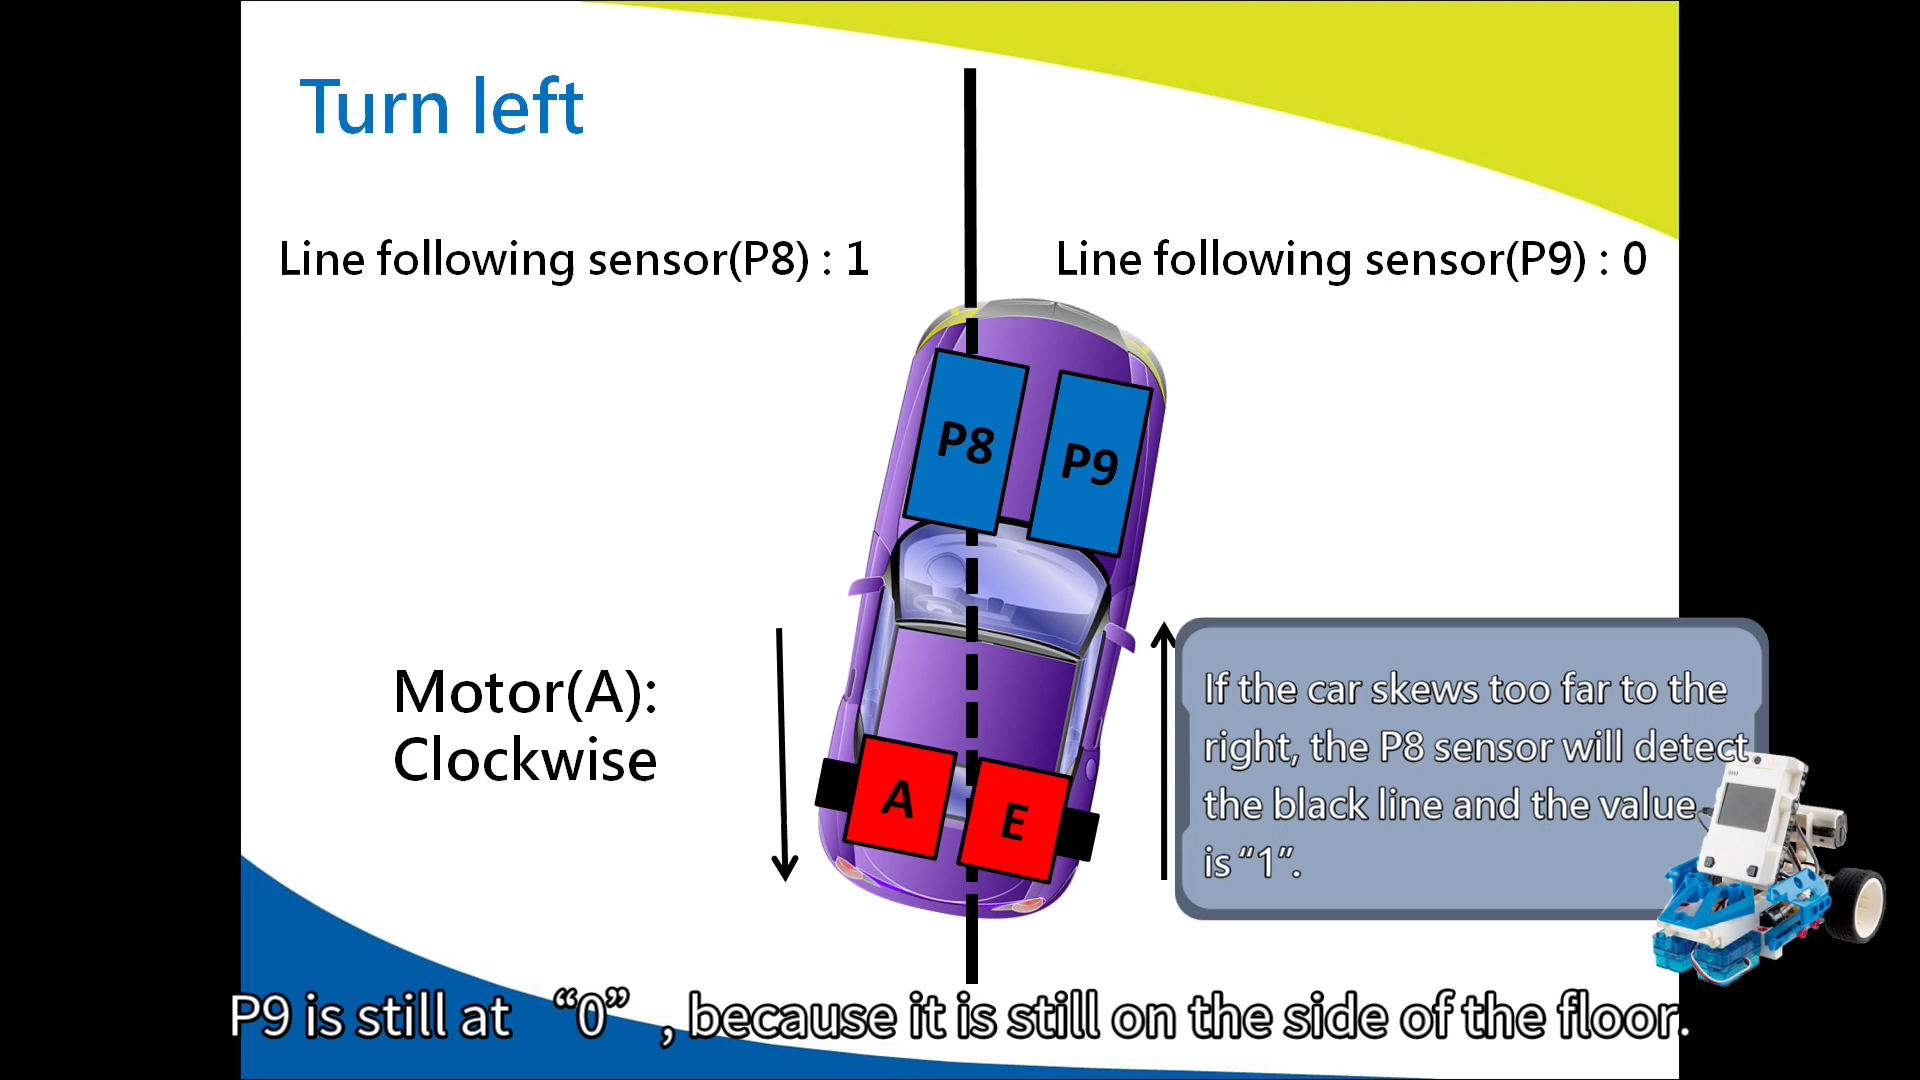 Turn left
Line following sensor(P8) : 1
Line following sensor(P9) : 0
P8
P9
Motor(A):
Clockwise
A
E
If the car skews too far to the
right, the P8 sensor will detect
the black line and the value
is “1”.
P9 is still at “0”, because it is still on the side of the floor.